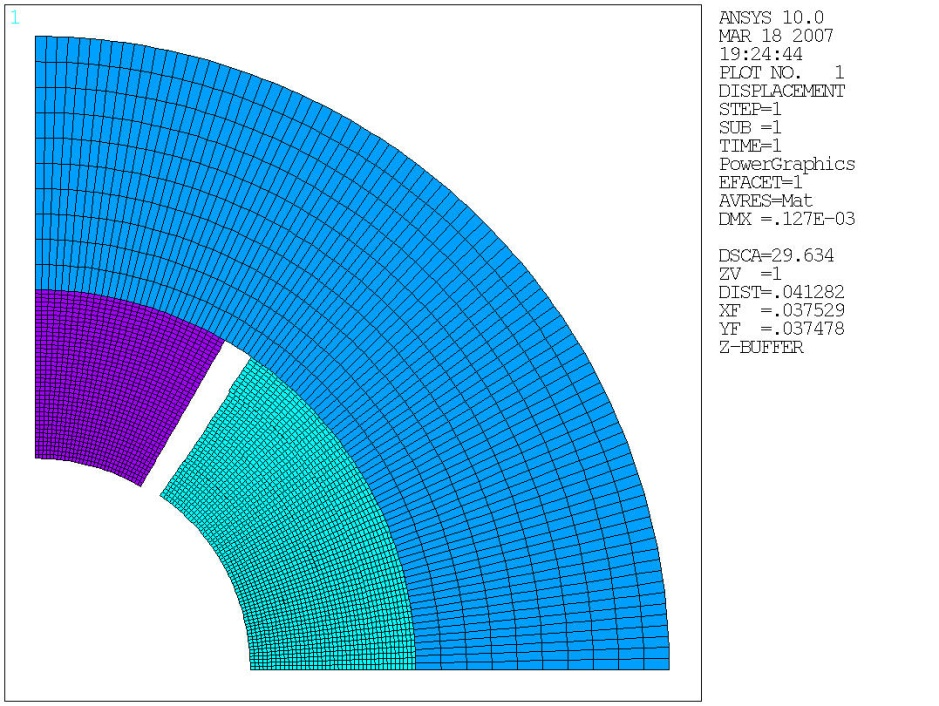 1
ANSYS 10.0
MAR 18 2007
19:24:44
PLOT NO.   1
DISPLACEMENT
STEP=1
SUB =1
TIME=1
PowerGraphics
EFACET=1
AVRES=Mat
DMX =.127E-03
DSCA=29.634
ZV  =1
DIST=.041282
XF  =.037529
YF  =.037478
Z-BUFFER